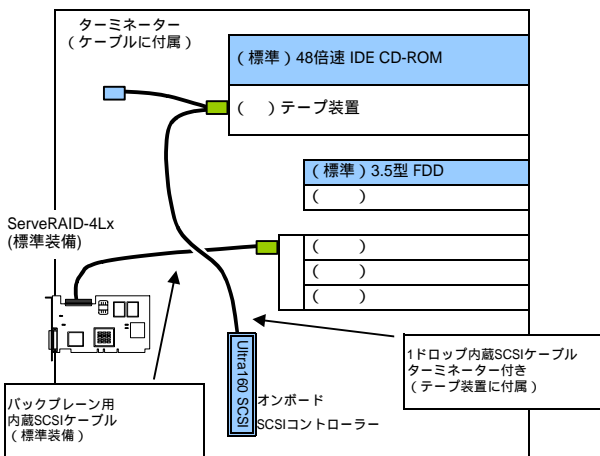 ターミネーター
（ケーブルに付属）
（標準）48倍速 IDE CD-ROM
（　）テープ装置
（標準）3.5型 FDD
（　）
ServeRAID-4Lx
(標準装備)
（　）
（　）
（　）
Ultra160 SCSI
オンボード
SCSIコントローラー
1ドロップ内蔵SCSIケーブル
ターミネーター付き
（テープ装置に付属）
バックプレーン用
内蔵SCSIケーブル
（標準装備）